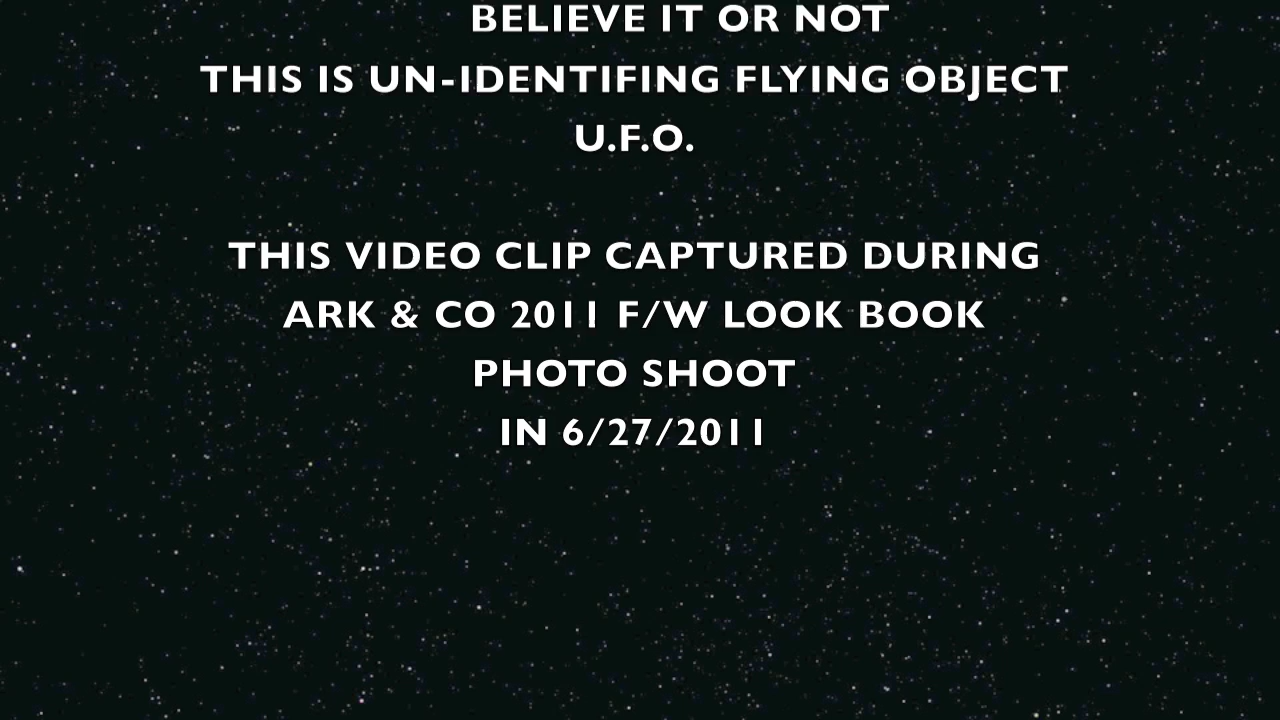 BELIEVE IT OR NOT
THIS IS UN-IDENTIFING FLYING OBJECT
U.F.O.
THIS VIDEO CLIP CAPTURED DURING
ARK & CO 2011 F/W LOOK BOOK
PHOTO SHOOT
IN 6/27/2011